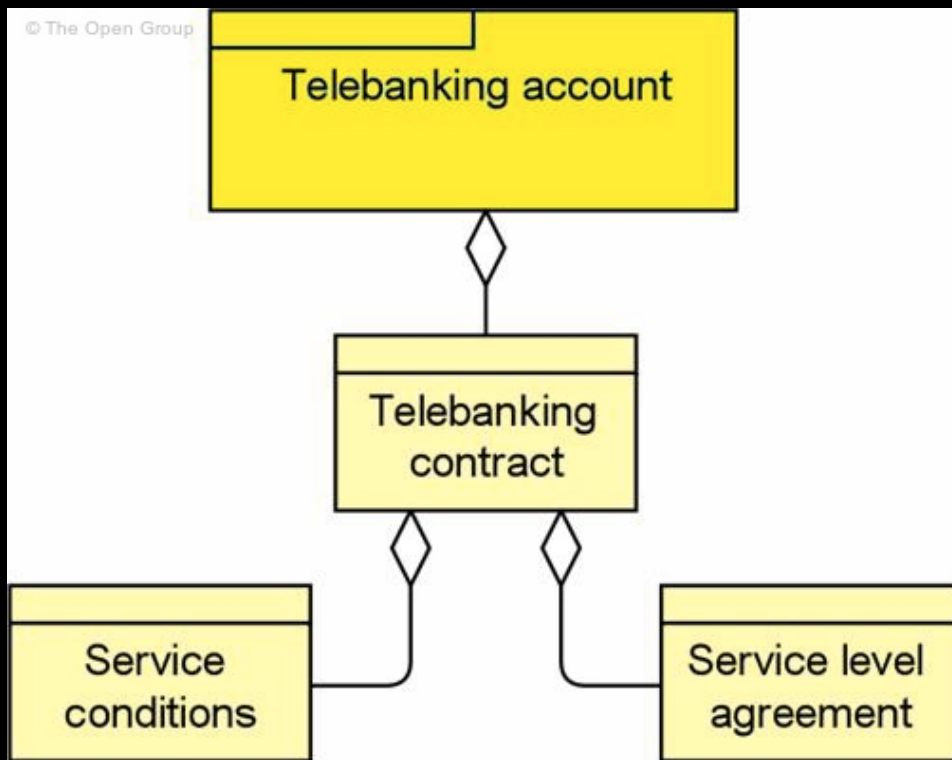 © The Open Group
Telebanking account
Telebanking
contract
Service
conditions
Service level
agreement